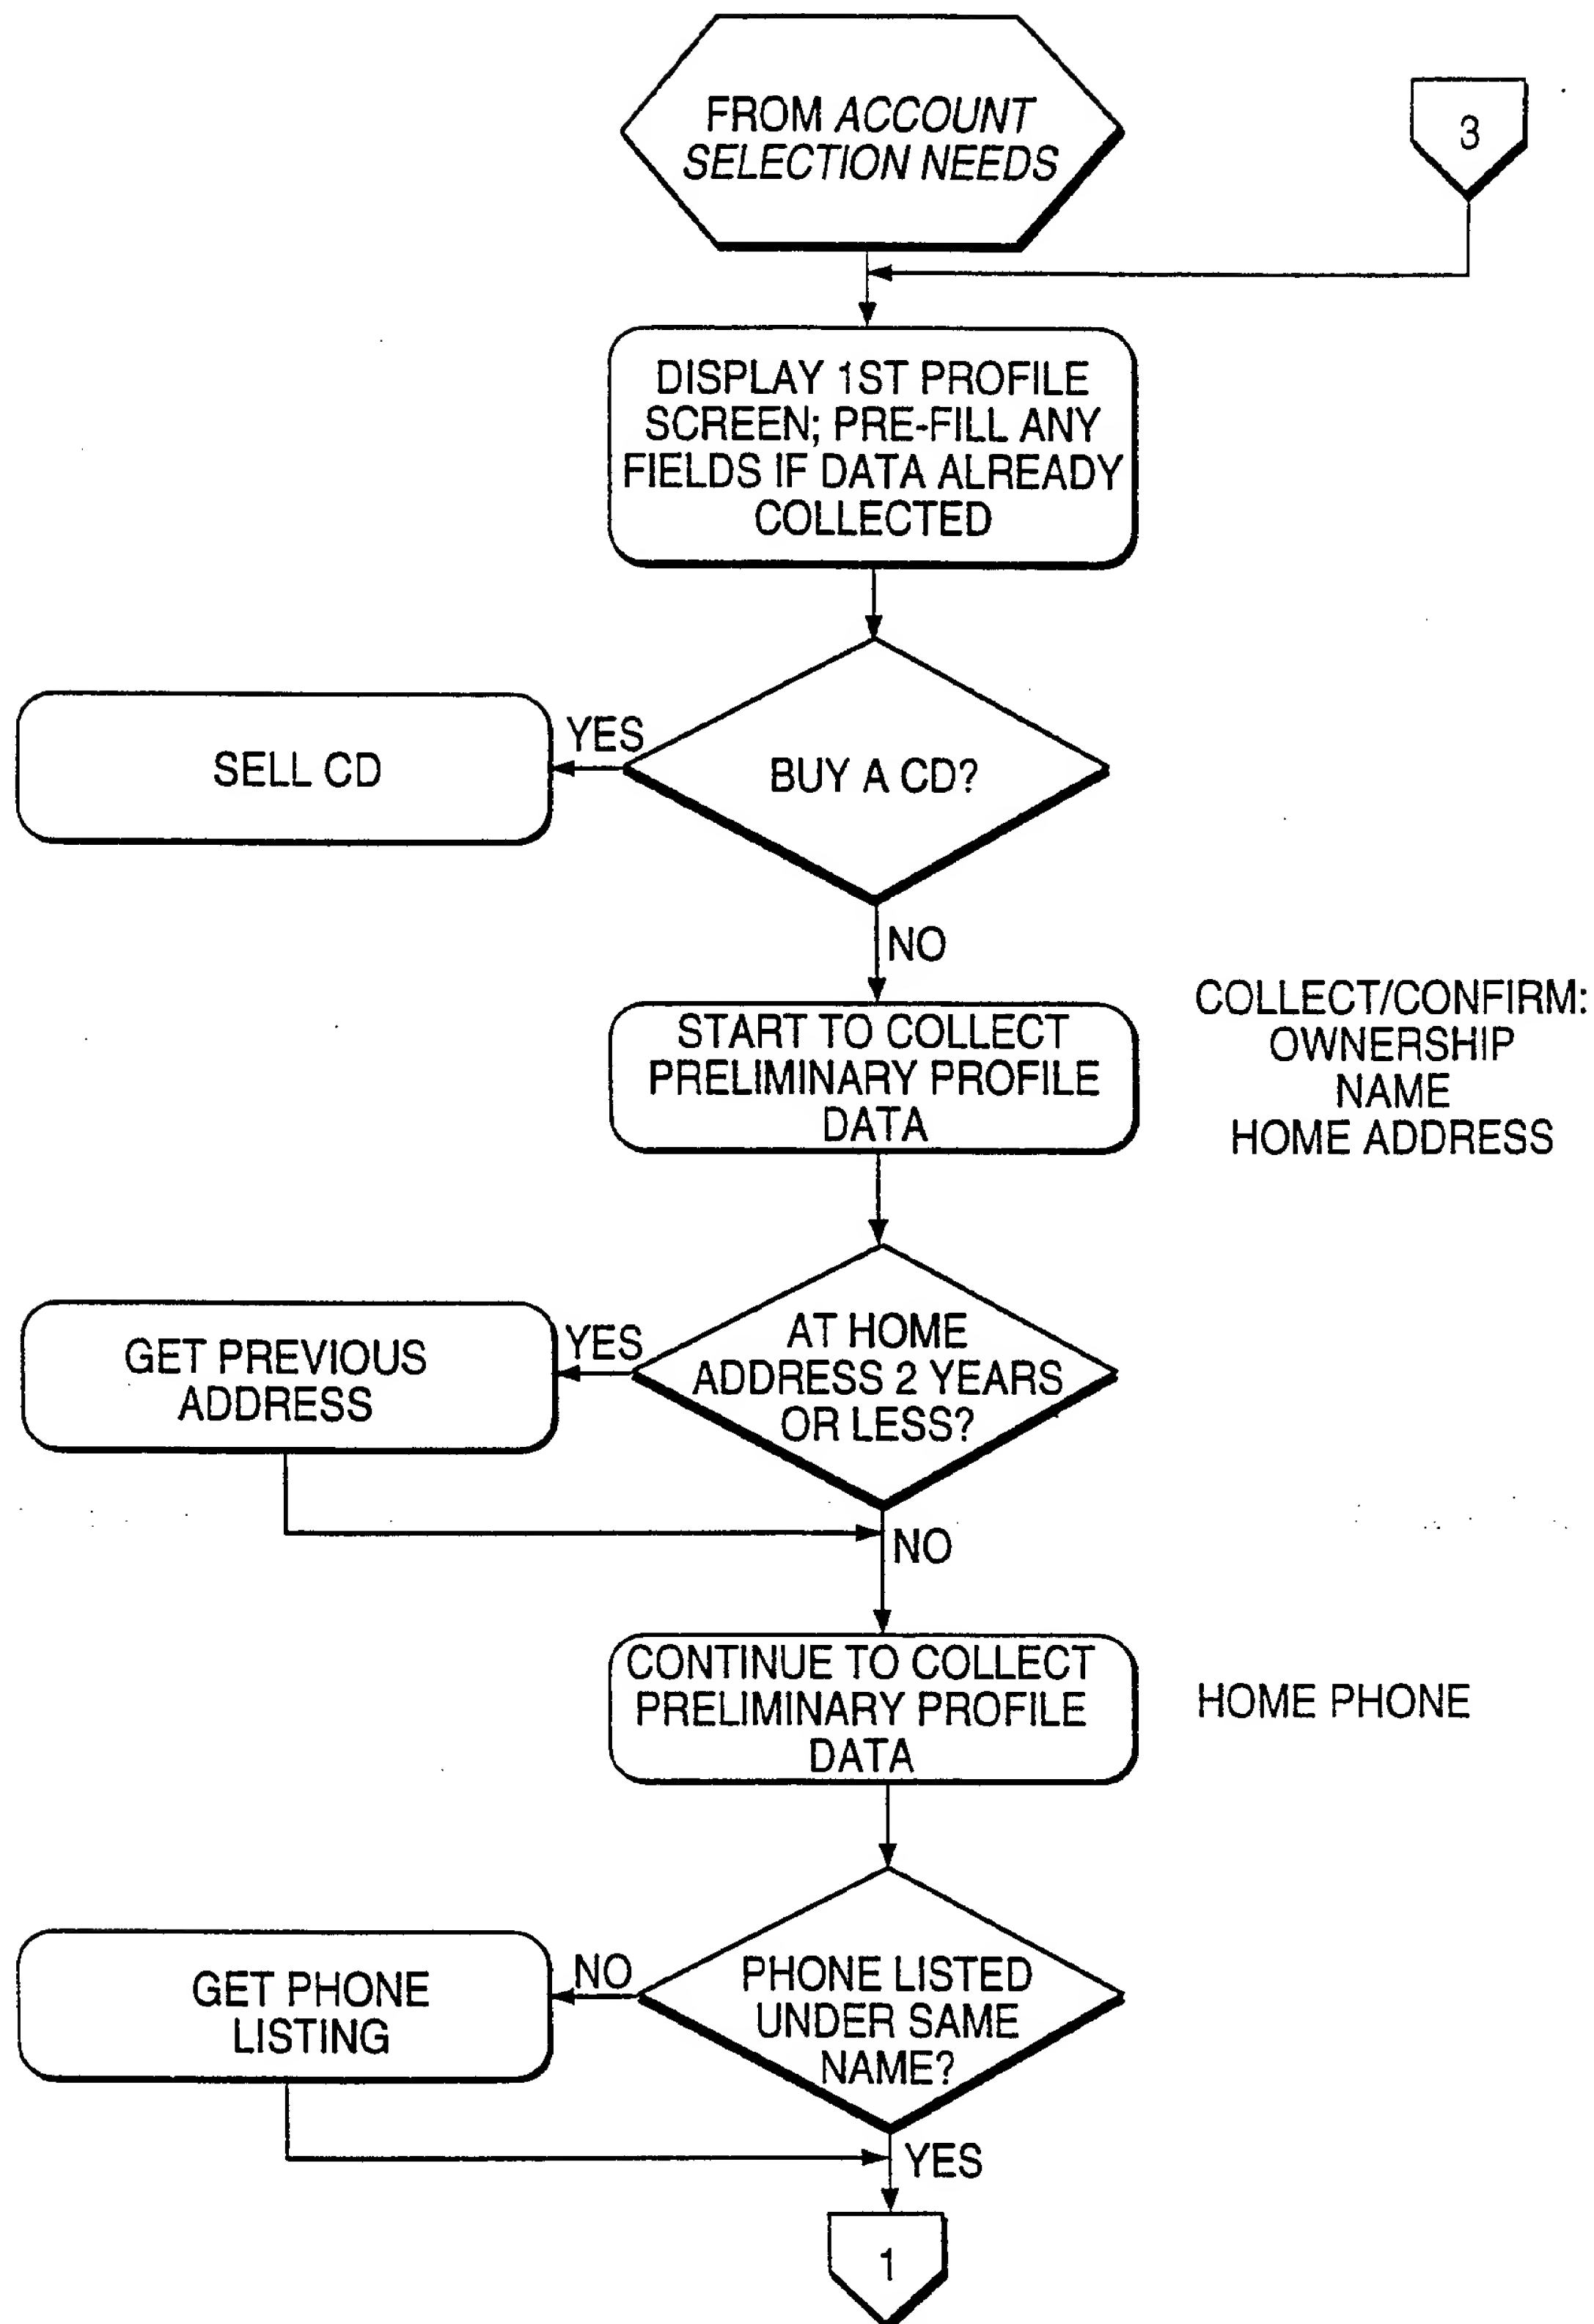 FROM ACCOUNT
SELECTION NEEDS
3
DISPLAY 1ST PROFILE
SCREEN; PRE-FILL ANY
FIELDS IF DATA ALREADY
COLLECTED
YES
SELL CD
BUY A CD?
NO
START TO COLLECT
PRELIMINARY PROFILE
DATA
COLLECT/CONFIRM:
OWNERSHIP
NAME
HOME ADDRESS
GET PREVIOUS
ADDRESS
YES
AT HOME
ADDRESS 2 YEARS
OR LESS?
NO
CONTINUE TO COLLECT
PRELIMINARY PROFILE
DATA
HOME PHONE
GET PHONE
LISTING
NO
PHONE LISTED
UNDER SAME
NAME?
YES
1